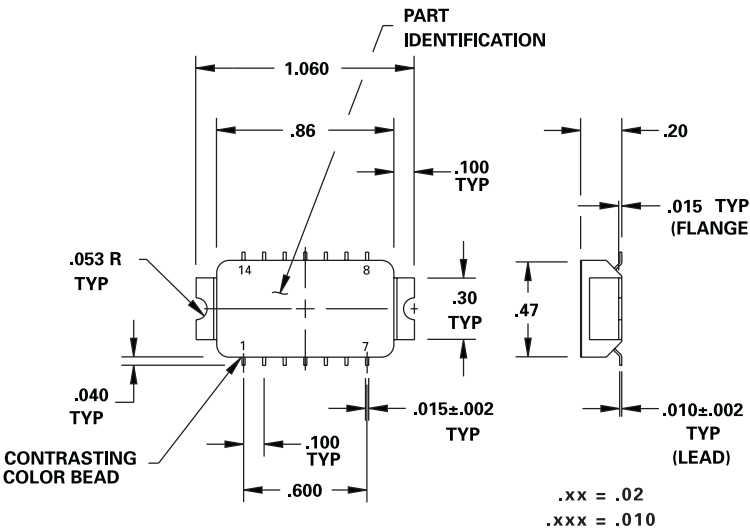 PART
IDENTIFICATION
1.060
.86
.20
.100
TYP
.015 TYP
(FLANGE
.053 R
TYP
14
8
.30
TYP
.47
1
7
.040
TYP
.015±.002
TYP
.010±.002
TYP
(LEAD)
.100
TYP
CONTRASTING
COLOR BEAD
.600
.xx = .02
.xxx = .010